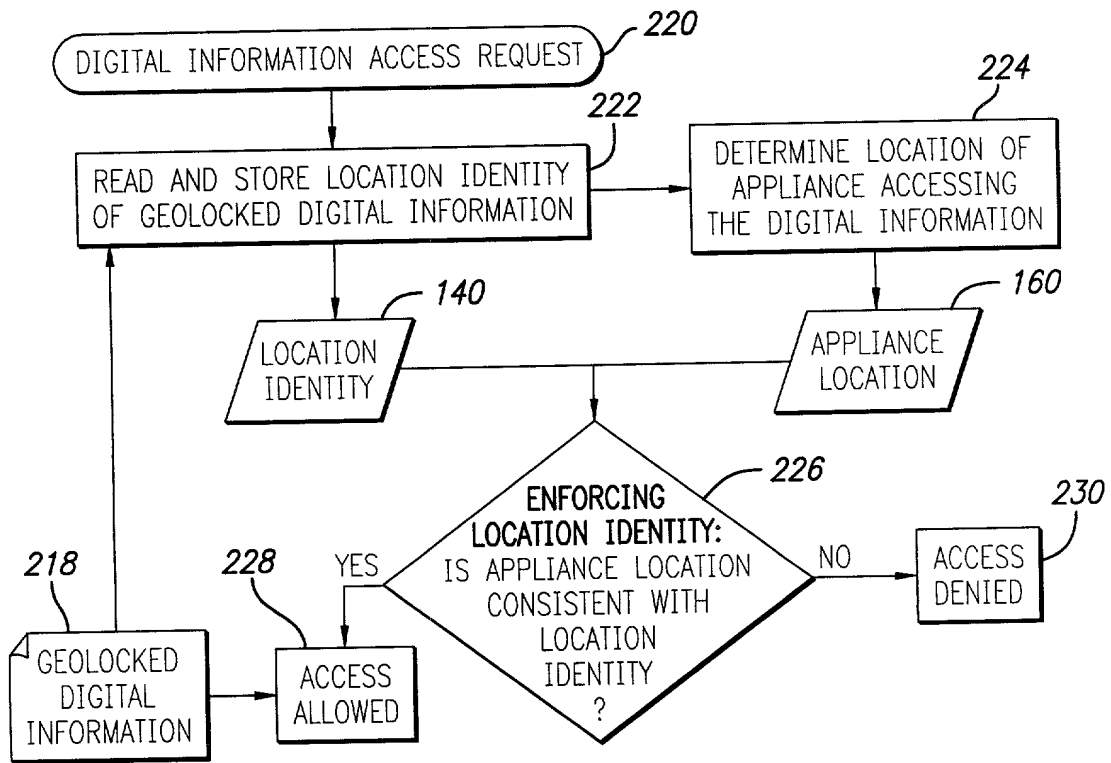 220
DIGITAL INFORMATION ACCESS REQUEST
222
224
READ AND STORE LOCATION IDENTITY
OF GEOLOCKED DIGITAL INFORMATION
DETERMINE LOCATION OF
APPLIANCE ACCESSING
THE DIGITAL INFORMATION
140
160
LOCATION
IDENTITY
APPLIANCE
LOCATION
226
ENFORCING
LOCATION IDENTITY:
IS APPLIANCE LOCATION
CONSISTENT WITH
LOCATION
IDENTITY
?
YES
NO
230
ACCESS
DENIED
218
228
GEOLOCKED
DIGITAL
INFORMATION
ACCESS
ALLOWED